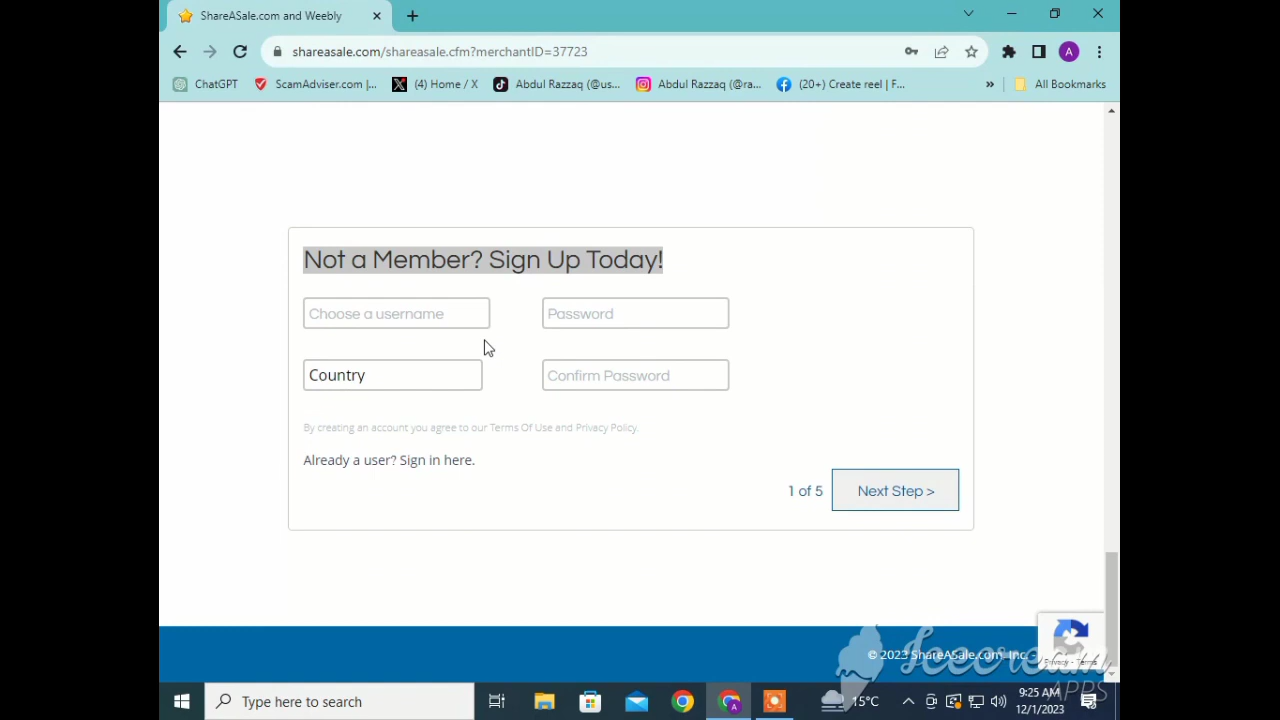 ShareASale.com and Weebly
shareasale.com/shareasale.cfm?merchantID=37723
A
ChatGPT
ScamAdviser.com |...
(4) Home / X
Abdul Razzaq (@us...
Abdul Razzaq (@ra...
(20+) Create reel | F...
»
All Bookmarks
Not a Member? Sign Up Today!
Choose a username
Password
Country
Confirm Password
By creating an account you agree to our Terms Of Use and Privacy Policy.
Already a user? Sign in here.
1 of 5
Next Step >
© 2023 ShareASale.com, Inc. -
Privacy - Terms
Icecream
APPS
Type here to search
A
15°C
9:25 AM
12/1/2023